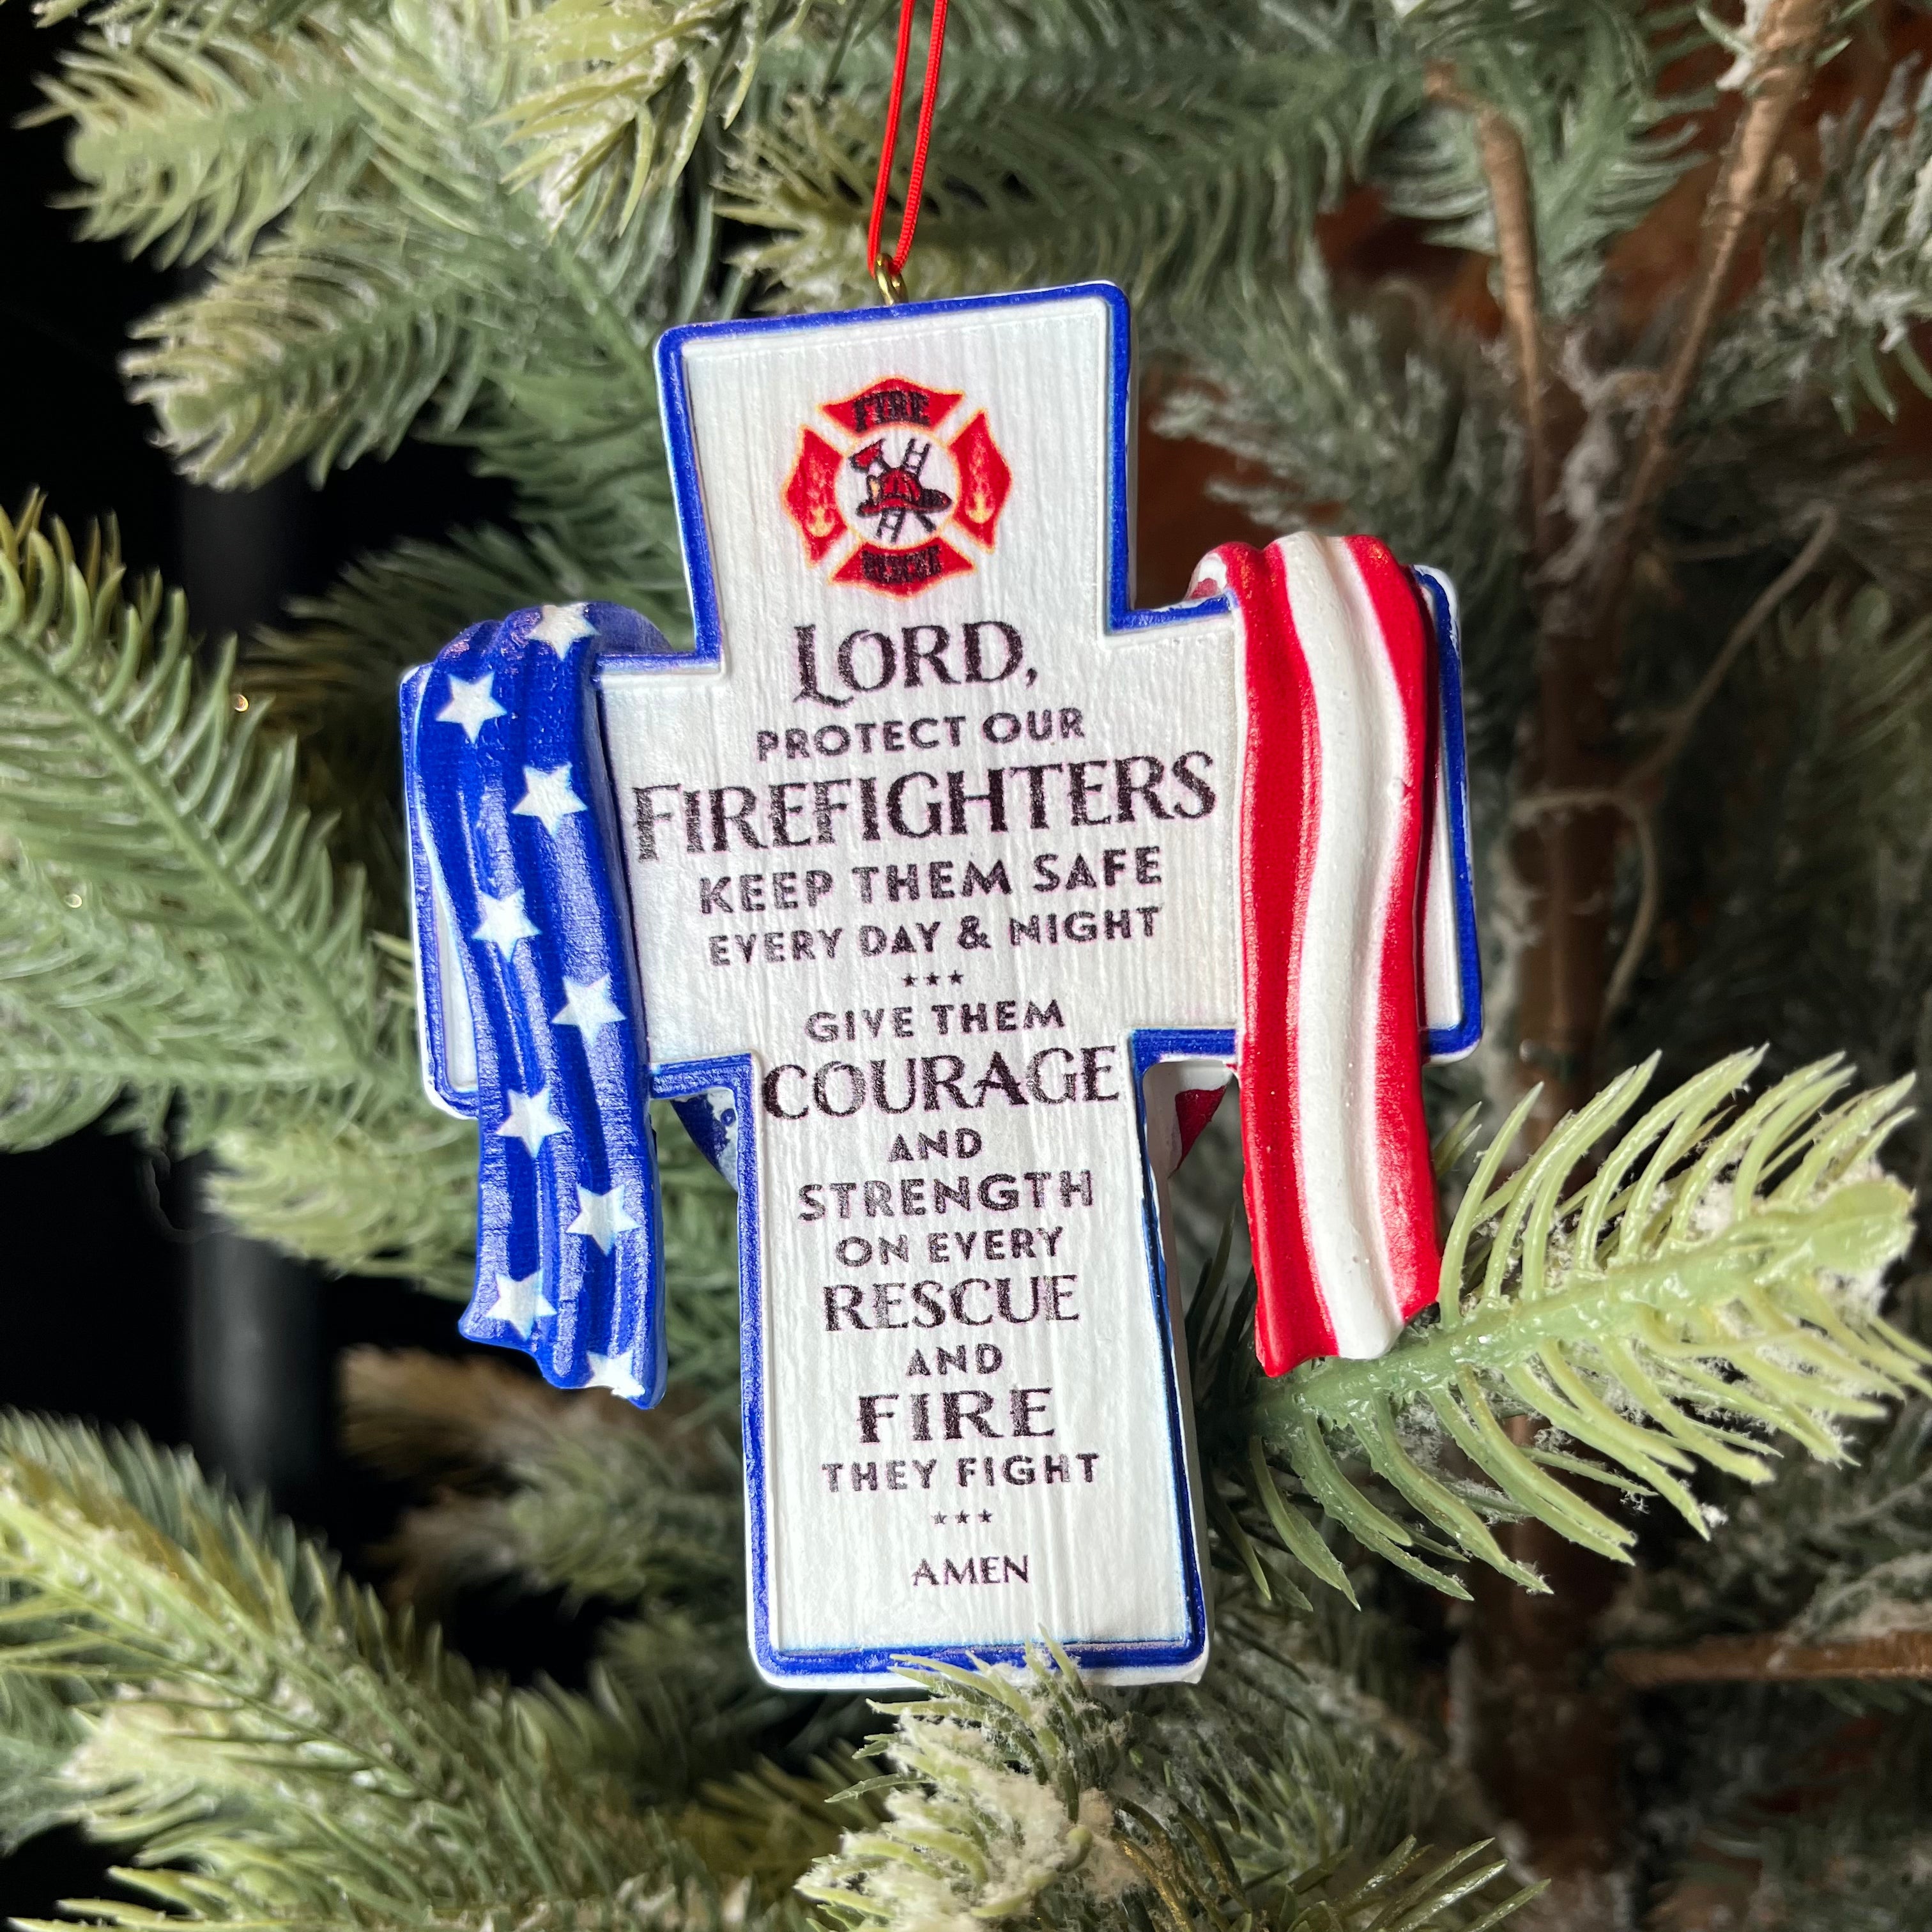 FIRE
LORD,
PROTECT OUR
FIREFIGHTERS
KEEP THEM SAFE
EVERY DAY & NIGHT
GIVE THEM
COURAGE
AND
STRENGTH
ON EVERY
RESCUE
AND
FIRE
THEY FIGHT
AMEN